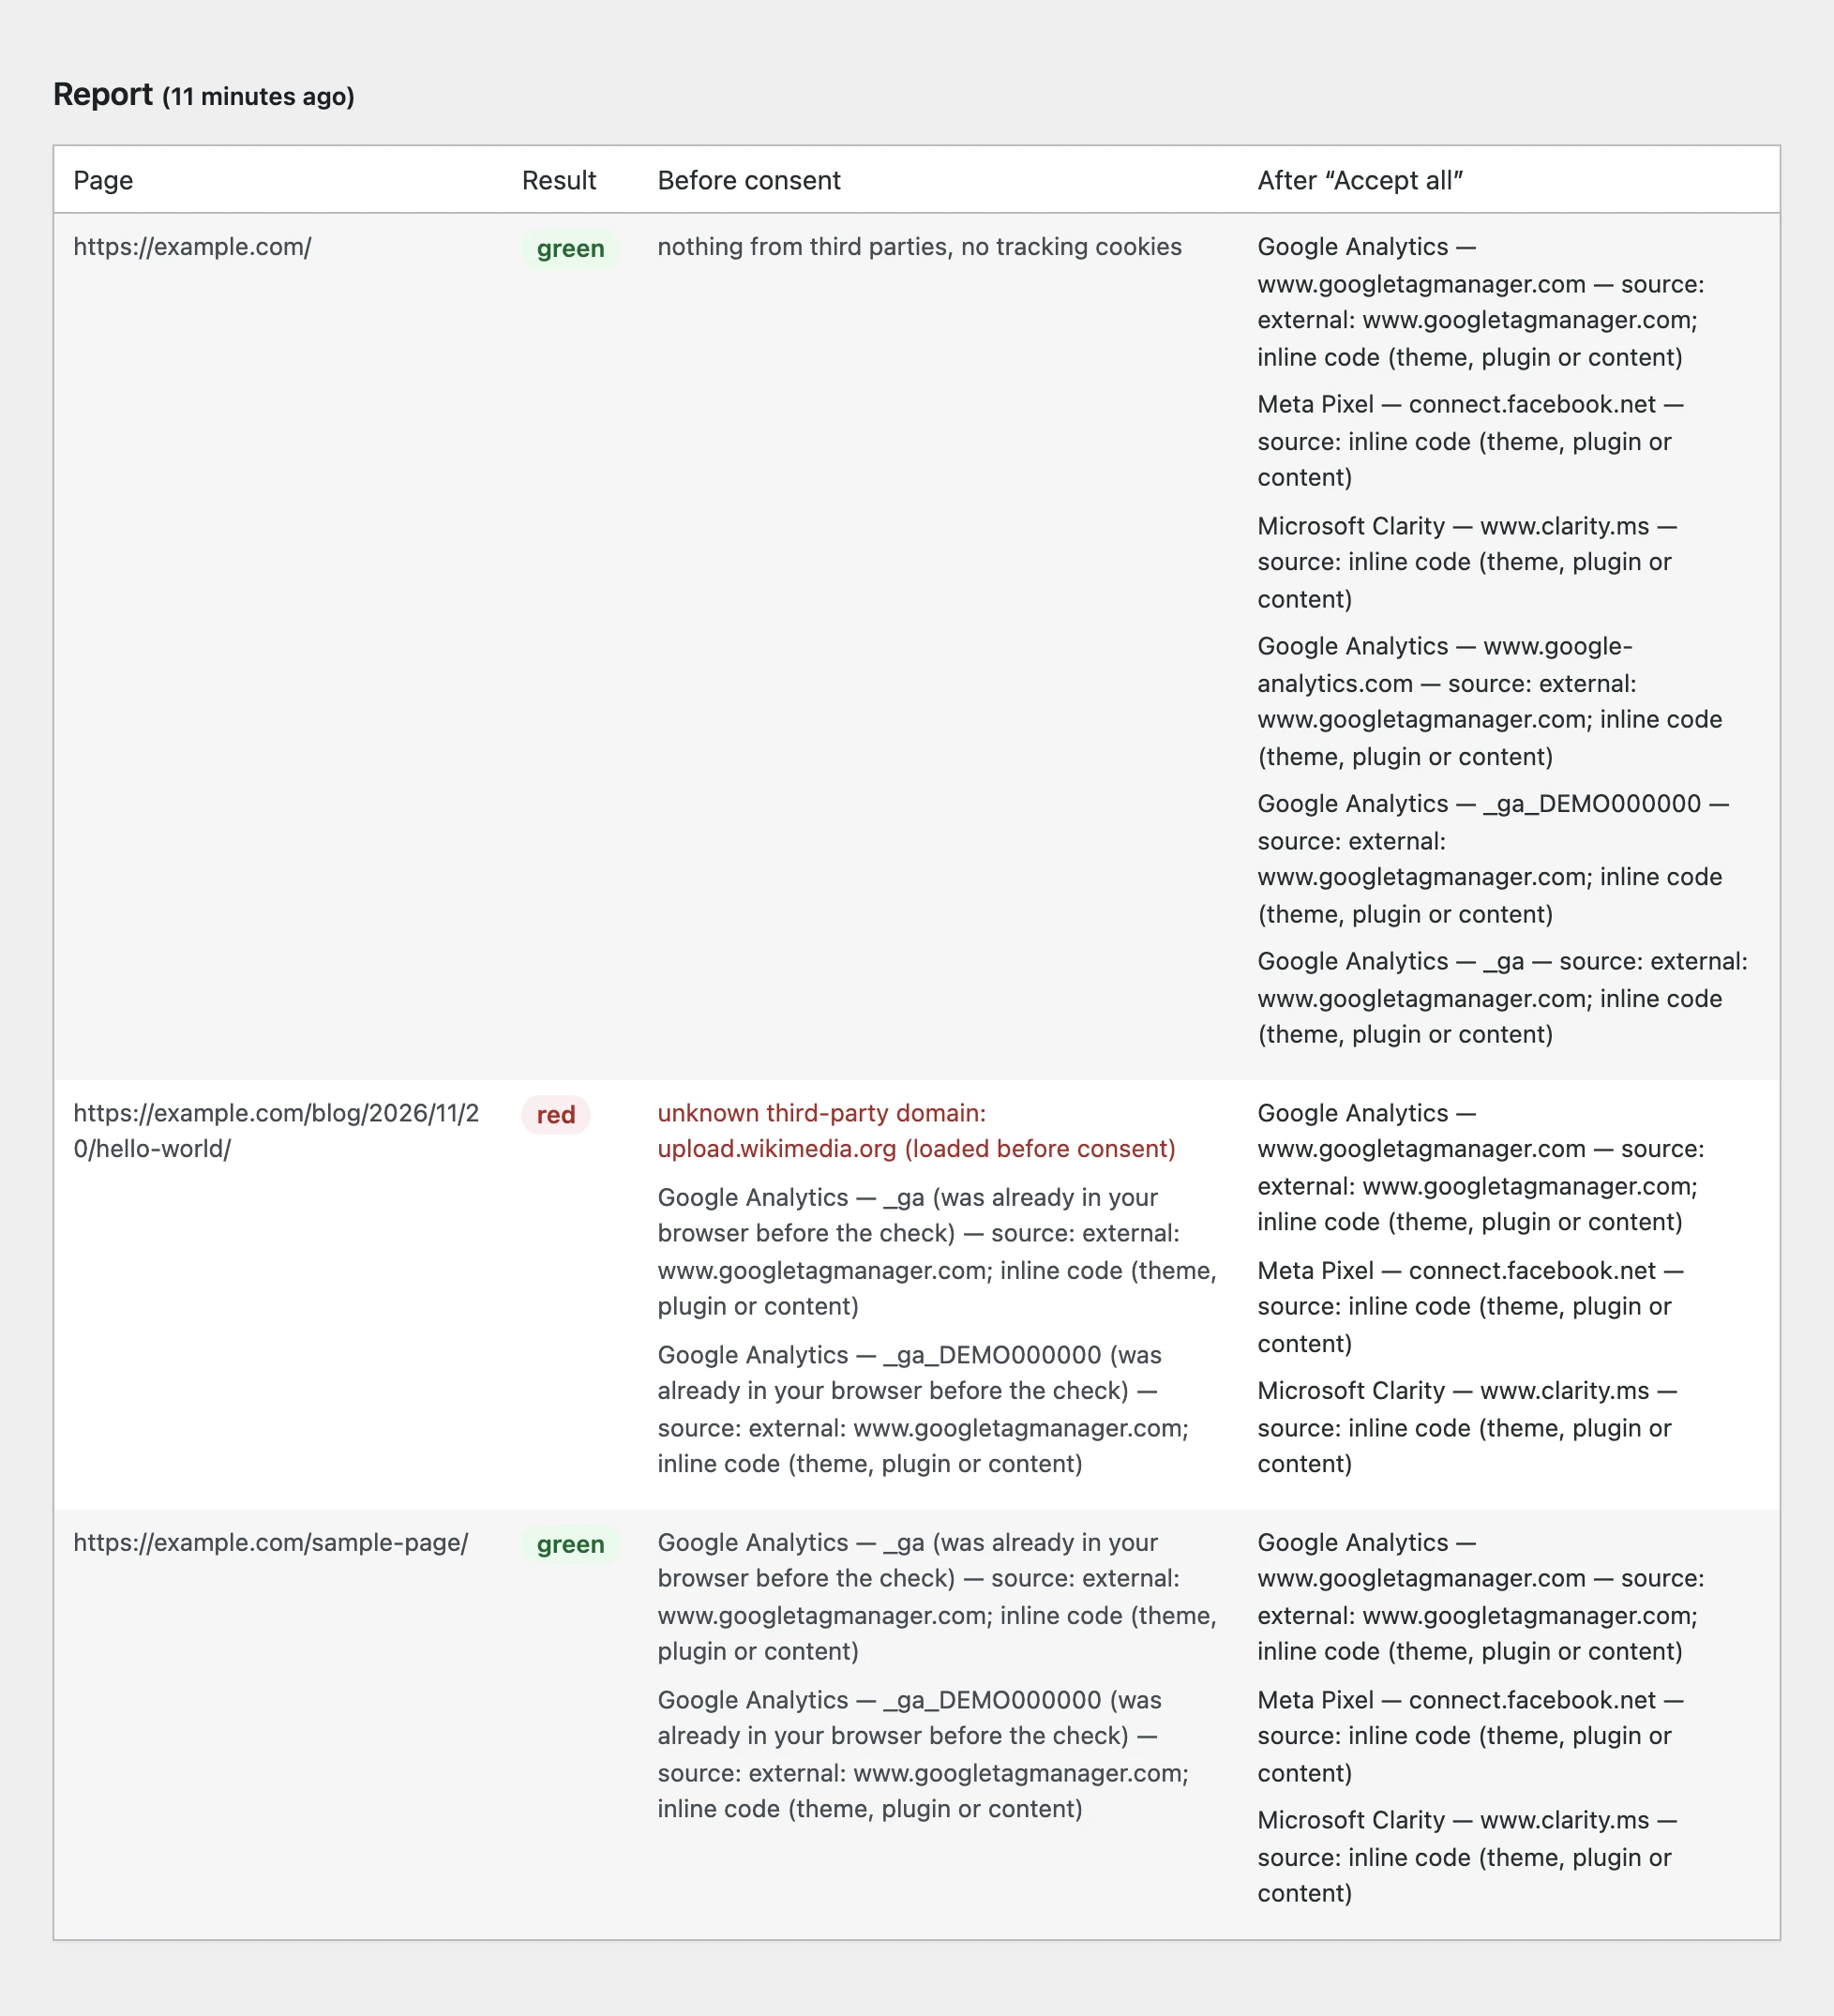 Report (11 minutes ago)
Page Result Before consent After “Accept all”
https://example.com/
green
nothing from third parties, no tracking cookies
Google Analytics —
www.googletagmanager.com — source:
external: www.googletagmanager.com;
inline code (theme, plugin or content)
Meta Pixel — connect.facebook.net —
source: inline code (theme, plugin or
content)
Microsoft Clarity — www.clarity.ms —
source: inline code (theme, plugin or
content)
Google Analytics — www.google-
analytics.com — source: external:
www.googletagmanager.com; inline code
(theme, plugin or content)
Google Analytics — _ga_DEMO000000 —
source: external:
www.googletagmanager.com; inline code
(theme, plugin or content)
Google Analytics — _ga — source: external:
www.googletagmanager.com; inline code
(theme, plugin or content)
https://example.com/blog/2026/11/2
0/hello-world/
red
unknown third-party domain:
upload.wikimedia.org (loaded before consent)
Google Analytics — _ga (was already in your
browser before the check) — source: external:
www.googletagmanager.com; inline code (theme,
plugin or content)
Google Analytics — _ga_DEMO000000 (was
already in your browser before the check) —
source: external: www.googletagmanager.com;
inline code (theme, plugin or content)
Google Analytics —
www.googletagmanager.com — source:
external: www.googletagmanager.com;
inline code (theme, plugin or content)
Meta Pixel — connect.facebook.net —
source: inline code (theme, plugin or
content)
Microsoft Clarity — www.clarity.ms —
source: inline code (theme, plugin or
content)
https://example.com/sample-page/
green
Google Analytics — _ga (was already in your
browser before the check) — source: external:
www.googletagmanager.com; inline code (theme,
plugin or content)
Google Analytics — _ga_DEMO000000 (was
already in your browser before the check) —
source: external: www.googletagmanager.com;
inline code (theme, plugin or content)
Google Analytics —
www.googletagmanager.com — source:
external: www.googletagmanager.com;
inline code (theme, plugin or content)
Meta Pixel — connect.facebook.net —
source: inline code (theme, plugin or
content)
Microsoft Clarity — www.clarity.ms —
source: inline code (theme, plugin or
content)